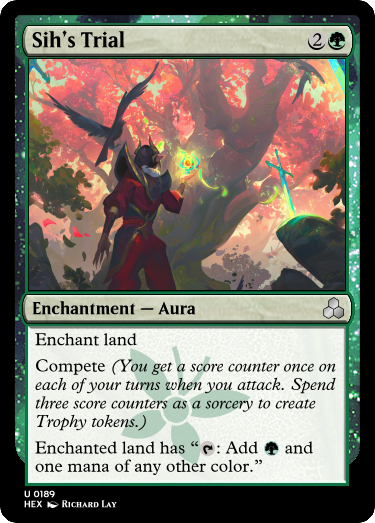 Sih's Trial 2
Enchantment — Aura
Enchant land
Compete (You get a score counter once on
each of your turns when you attack. Spend
three score counters as a sorcery to create
Trophy tokens.)
Enchanted land has “: Add and
one mana of any other color.”
U 0189
HEX Richard Lay